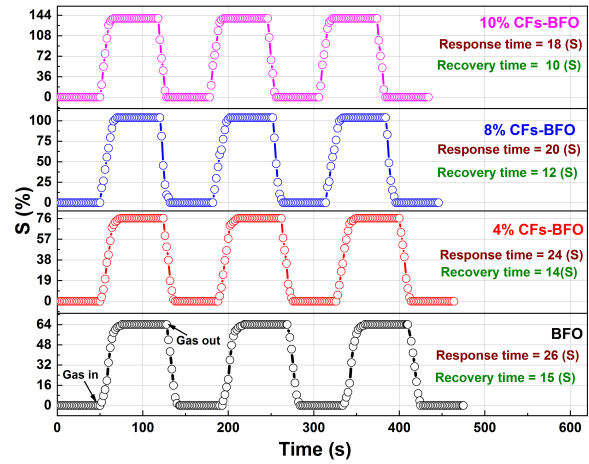 144
108
72
36
0
10% CFs-BFO
Response time = 18 (S)
Recovery time =  10 (S)
100
75
50
25
0
8% CFs-BFO
Response time = 20 (S)
Recovery time = 12 (S)
S (%)
76
57
38
19
0
4% CFs-BFO
Response time = 24 (S)
Recovery time = 14(S)
64
48
32
16
0
Gas in
Gas out
BFO
Response time = 26 (S)
Recovery time = 15 (S)
0 100 200 300 400 500 600
Time (s)